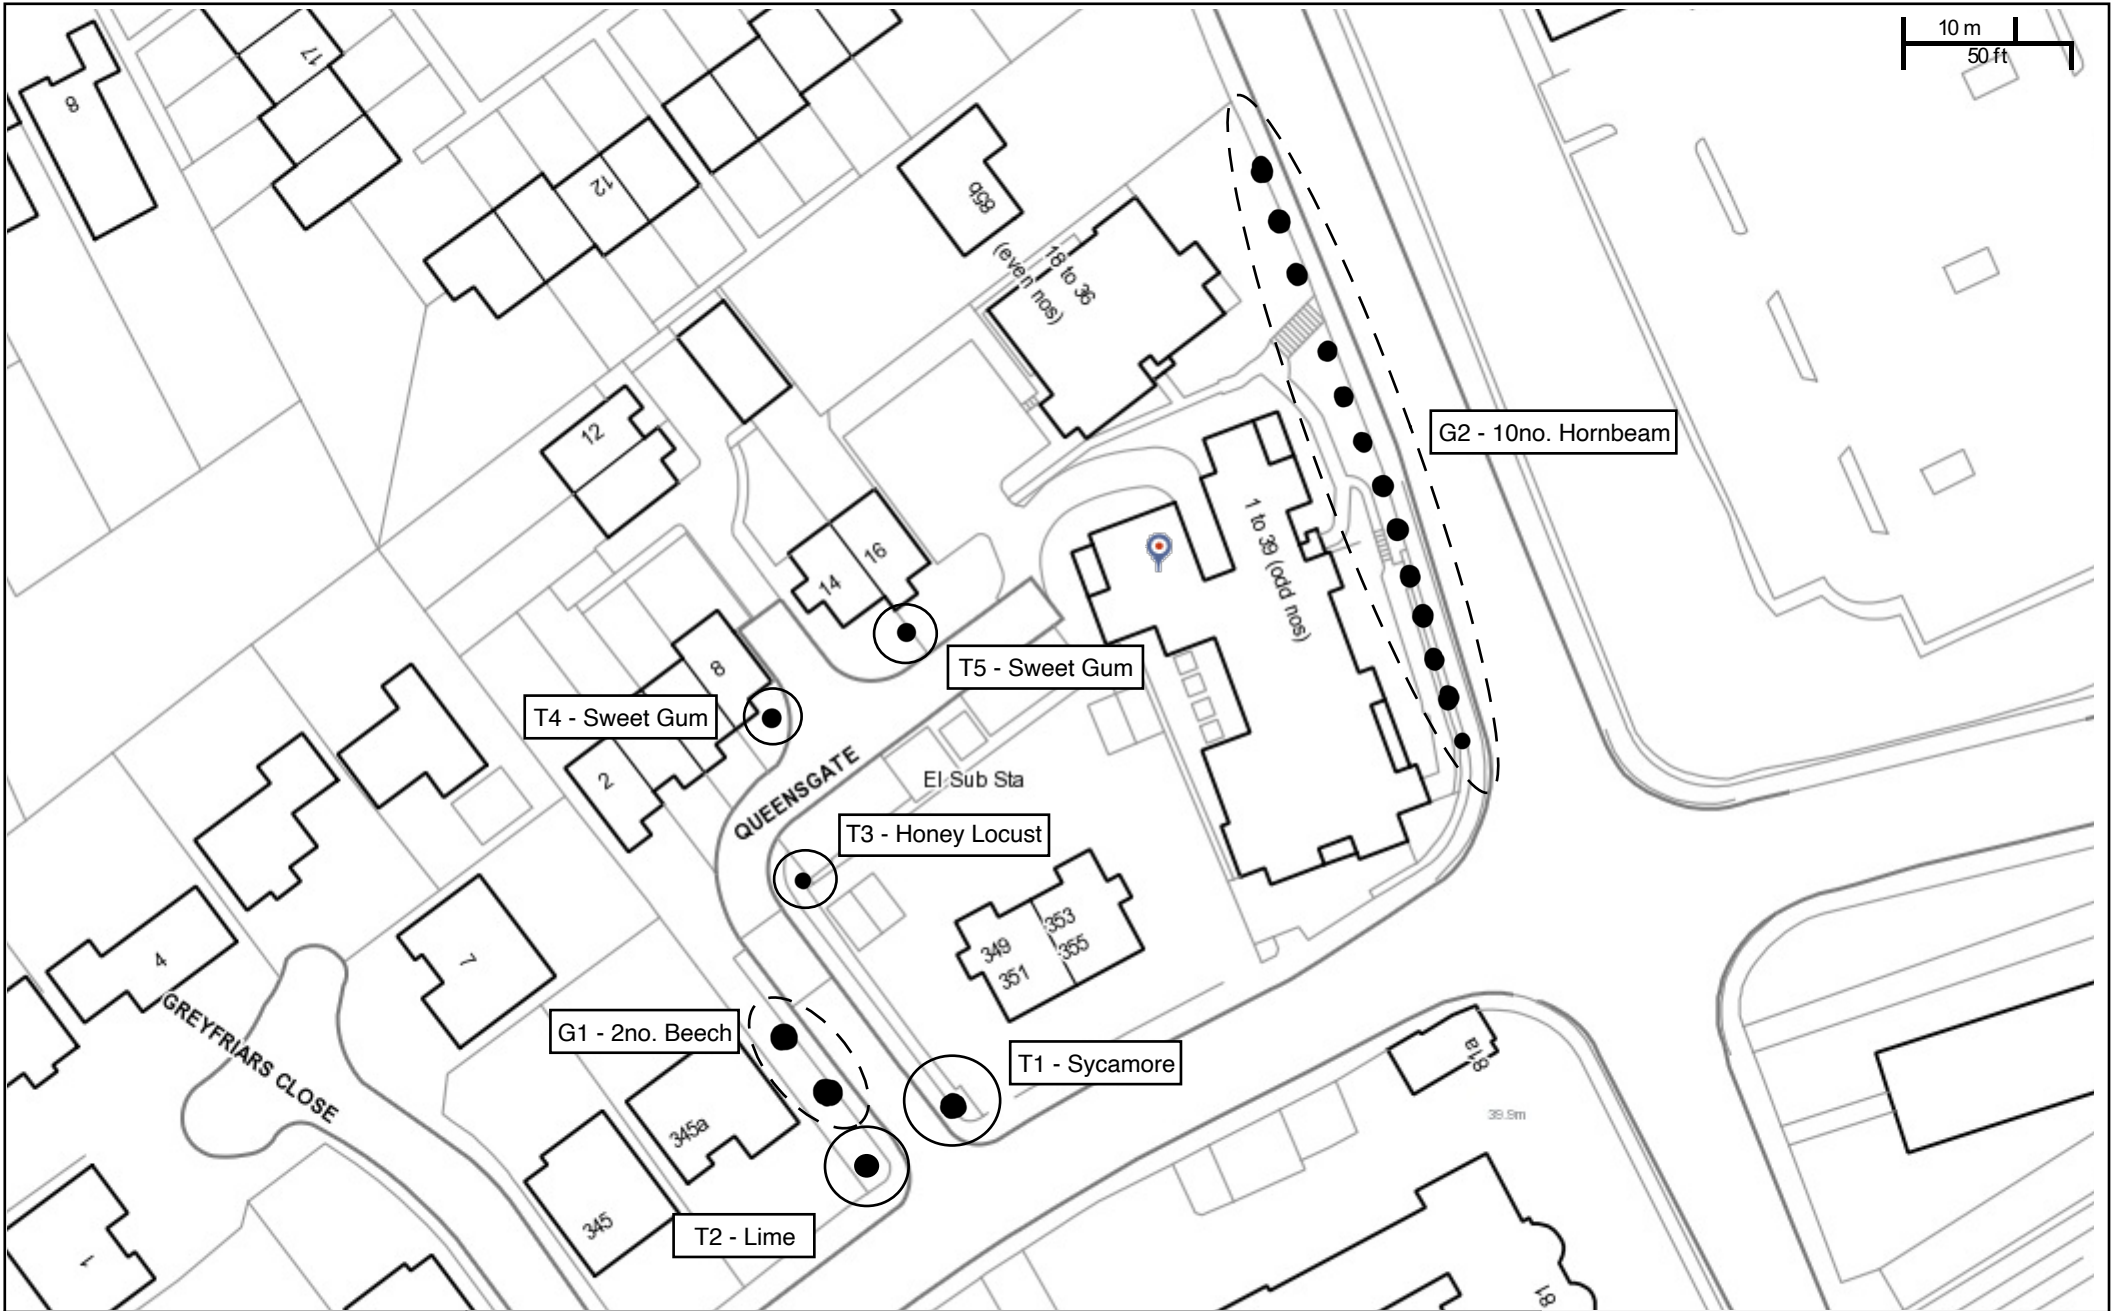 10 m
50 ft
8
17
12
85b
18 to 36
(even nos)
12
G2 - 10no. Hornbeam
1 to 39 (odd nos)
16
14
T5 - Sweet Gum
8
T4 - Sweet Gum
2
QUEENSGATE
El Sub Sta
T3 - Honey Locust
353
355
349
351
4
7
GREYFRIARS CLOSE
G1 - 2no. Beech
T1 - Sycamore
81a
39.9m
345a
345
T2 - Lime
1
81